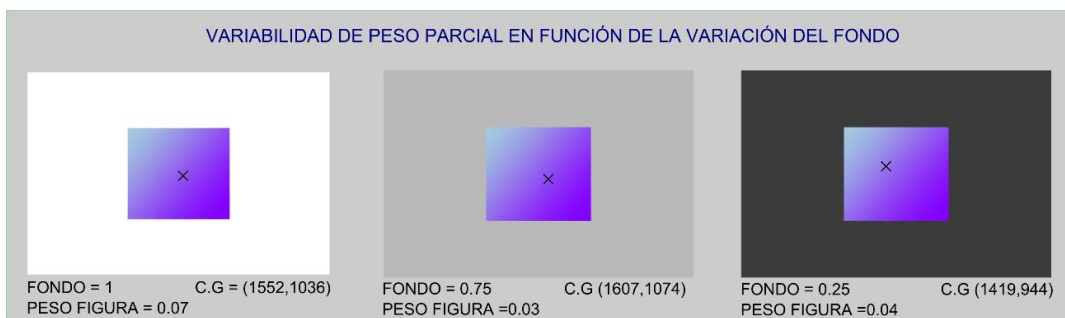 VARIABILIDAD DE PESO PARCIAL EN FUNCIÓN DE LA VARIACIÓN DEL FONDO
FONDO = 1 C.G = (1552,1036)
PESO FIGURA = 0.07
FONDO = 0.75 C.G (1607,1074)
PESO FIGURA =0.03
FONDO = 0.25 C.G (1419,944)
PESO FIGURA =0.04